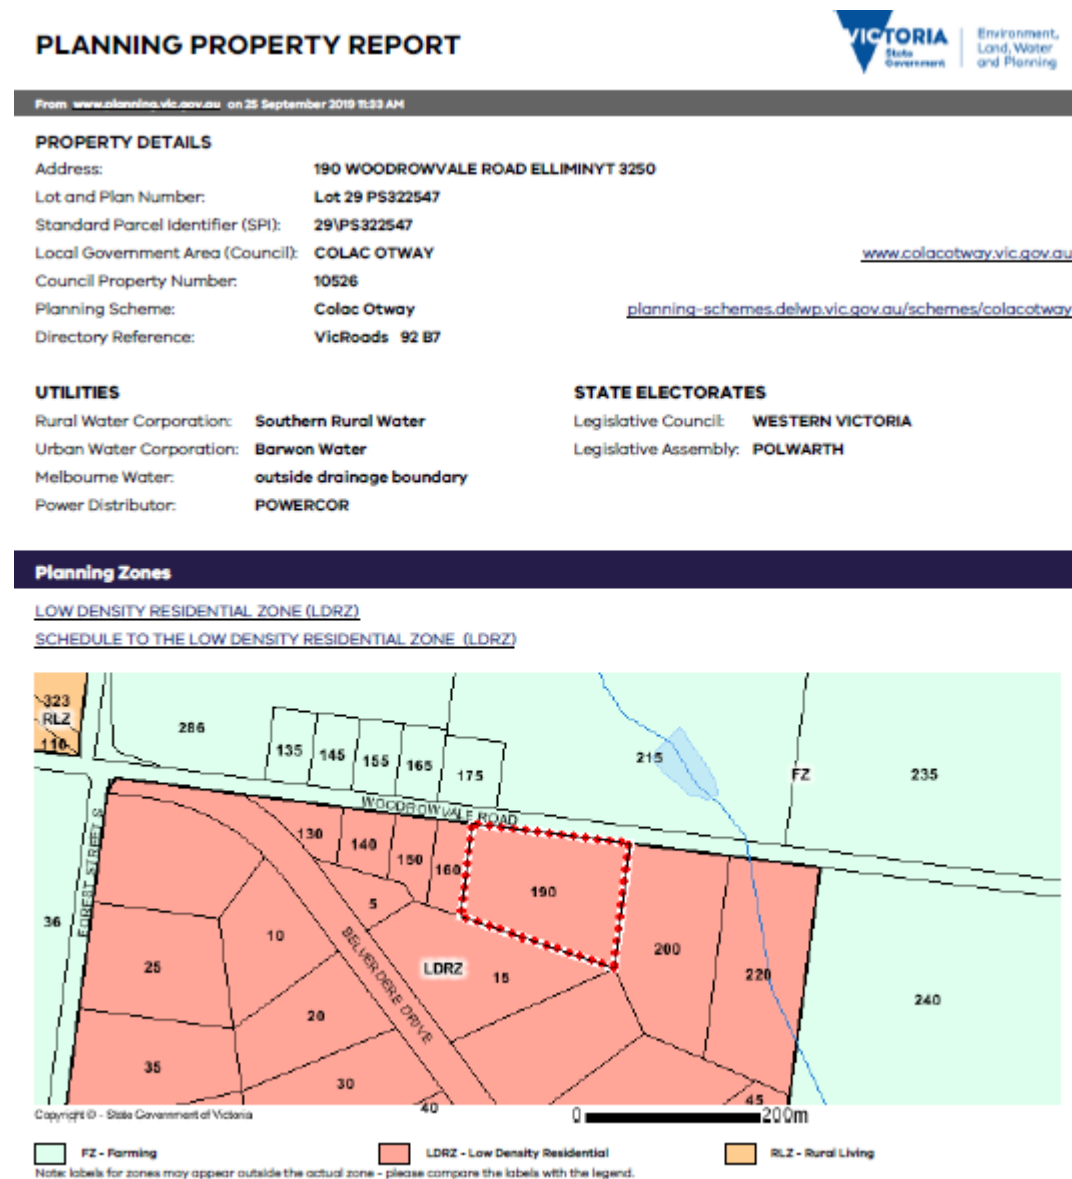 PLANNING PROPERTY REPORT
VICTORIA
State
Government
Environment,
Land, Water
and Planning
From www.planning.vic.gov.au on 25 September 2019 11:33 AM
PROPERTY DETAILS
Address: 190 WOODROWVALE ROAD ELLIMINYT 3250
Lot and Plan Number: Lot 29 PS322547
Standard Parcel Identifier (SPI): 29\PS322547
Local Government Area (Council): COLAC OTWAY www.colacotway.vic.gov.au
Council Property Number: 10526
Planning Scheme: Colac Otway planning-schemes.delwp.vic.gov.au/schemes/colacotway
Directory Reference: VicRoads 92 B7
UTILITIES
Rural Water Corporation: Southern Rural Water
Urban Water Corporation: Barwon Water
Melbourne Water: outside drainage boundary
Power Distributor: POWERCOR
STATE ELECTORATES
Legislative Council: WESTERN VICTORIA
Legislative Assembly: POLWARTH
Planning Zones
LOW DENSITY RESIDENTIAL ZONE (LDRZ)
SCHEDULE TO THE LOW DENSITY RESIDENTIAL ZONE (LDRZ)
323
RLZ
110
286
135
145
155
165
175
215
FZ
235
WOODROWVALE ROAD
FOREST STREET S
130
140
150
160
190
5
36
10
BELVERDERE DRIVE
LDRZ
15
200
220
25
240
20
35
30
40
45
Copyright © - State Government of Victoria
0 200m
FZ - Farming
LDRZ - Low Density Residential
RLZ - Rural Living
Note: labels for zones may appear outside the actual zone - please compare the labels with the legend.